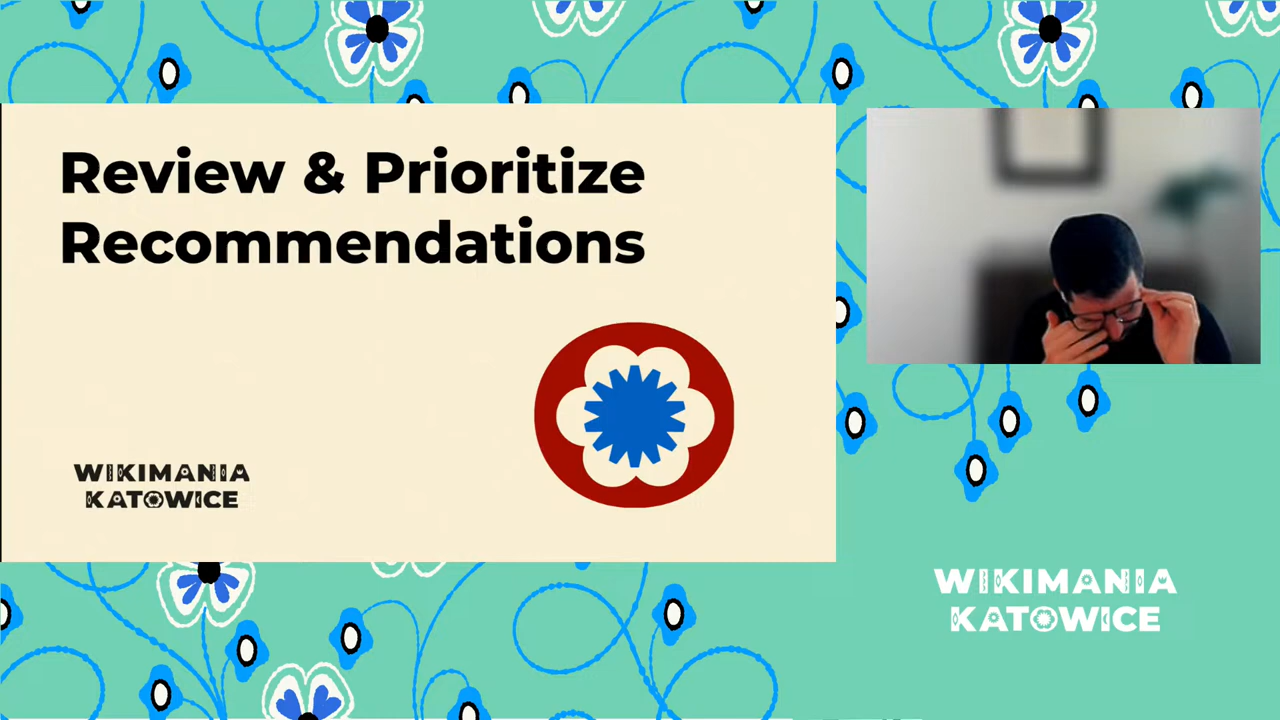 Review & Prioritize
Recommendations
WIKIMANIA
KATOWICE
WIKIMANIA
KATOWICE